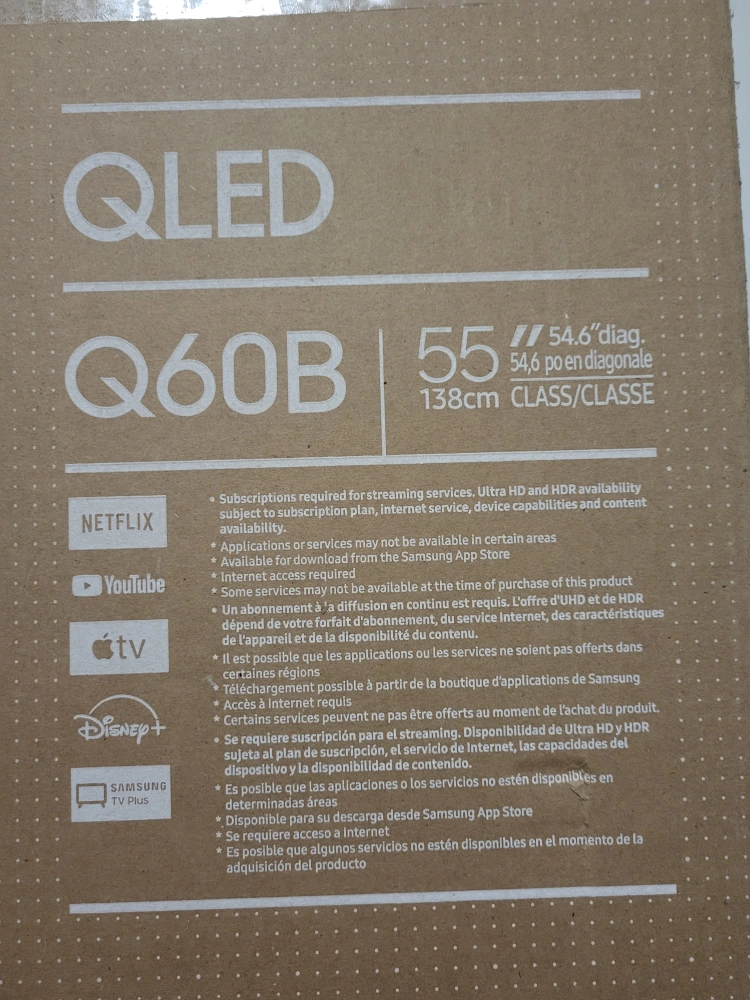 QLED
Q60B
55 // 54.6"diag.
54,6 po en diagonale
138cm CLASS/CLASSE
NETFLIX
YouTube
tv
Disney+
SAMSUNG
TV Plus
• Subscriptions required for streaming services. Ultra HD and HDR availability
subject to subscription plan, internet service, device capabilities and content
availability.
* Applications or services may not be available in certain areas
* Available for download from the Samsung App Store
* Internet access required
* Some services may not be available at the time of purchase of this product
• Un abonnement à la diffusion en continu est requis. L'offre d'UHD et de HDR
dépend de votre forfait d'abonnement, du service Internet, des caractéristiques
de l'appareil et de la disponibilité du contenu.
* Il est possible que les applications ou les services ne soient pas offerts dans
certaines régions
* Téléchargement possible à partir de la boutique d'applications de Samsung
* Accès à Internet requis
* Certains services peuvent ne pas être offerts au moment de l'achat du produit.
• Se requiere suscripción para el streaming. Disponibilidad de Ultra HD y HDR
sujeta al plan de suscripción, el servicio de Internet, las capacidades del
dispositivo y la disponibilidad de contenido.
* Es posible que las aplicaciones o los servicios no estén disponibles en
determinadas áreas
* Disponible para su descarga desde Samsung App Store
* Se requiere acceso a Internet
* Es posible que algunos servicios no estén disponibles en el momento de la
adquisición del producto